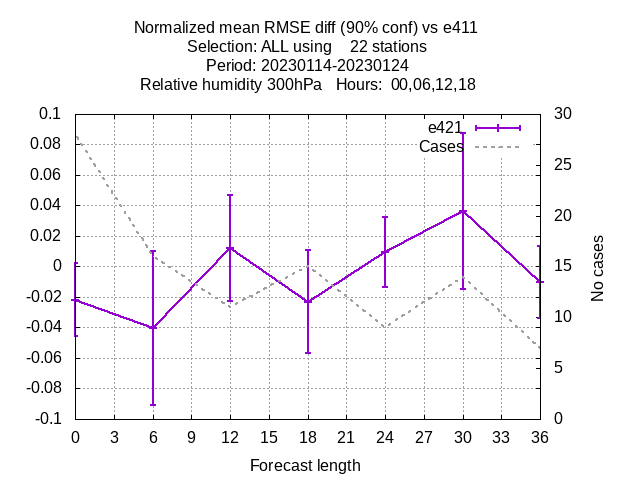 Normalized mean RMSE diff (90% conf) vs e411
Selection: ALL using    22 stations
Period: 20230114-20230124
Relative humidity 300hPa   Hours:  00,06,12,18
e421
Cases
0.1
0.08
0.06
0.04
0.02
0
-0.02
-0.04
-0.06
-0.08
-0.1
30
25
20
15
10
5
0
No cases
0 3 6 9 12 15 18 21 24 27 30 33 36
Forecast length